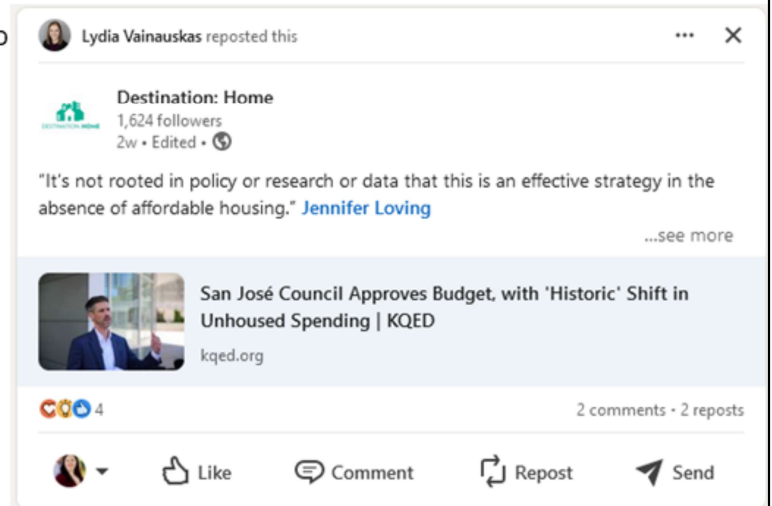 Lydia Vainauskas reposted this
Destination: Home
DESTINATION HOME
1,624 followers
2w • Edited •
"It's not rooted in policy or research or data that this is an effective strategy in the
absence of affordable housing." Jennifer Loving
...see more
San José Council Approves Budget, with 'Historic' Shift in
Unhoused Spending | KQED
kqed.org
4
2 comments • 2 reposts
Like
Comment
Repost
Send